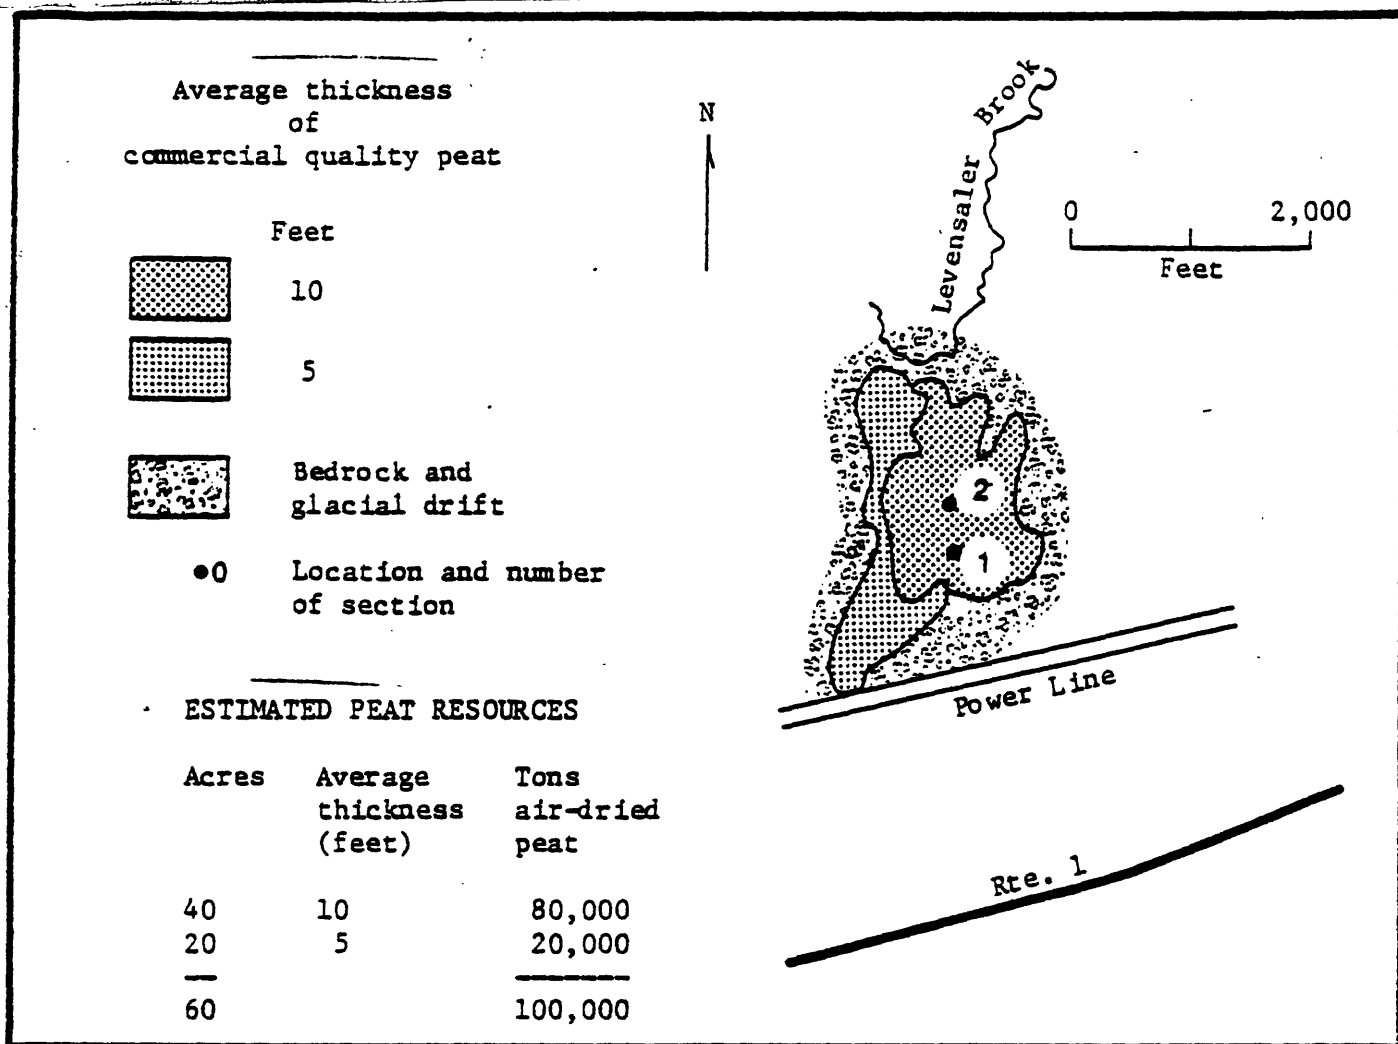 Average thickness
of
commercial quality peat
Feet
10
5
Bedrock and
glacial drift
●0 Location and number
of section
ESTIMATED PEAT RESOURCES
Acres Average Tons
thickness air-dried
(feet) peat
40 10 80,000
20 5 20,000
60 100,000
N
Levensaler Brook
0 2,000
Feet
2
1
Power Line
Rte. 1